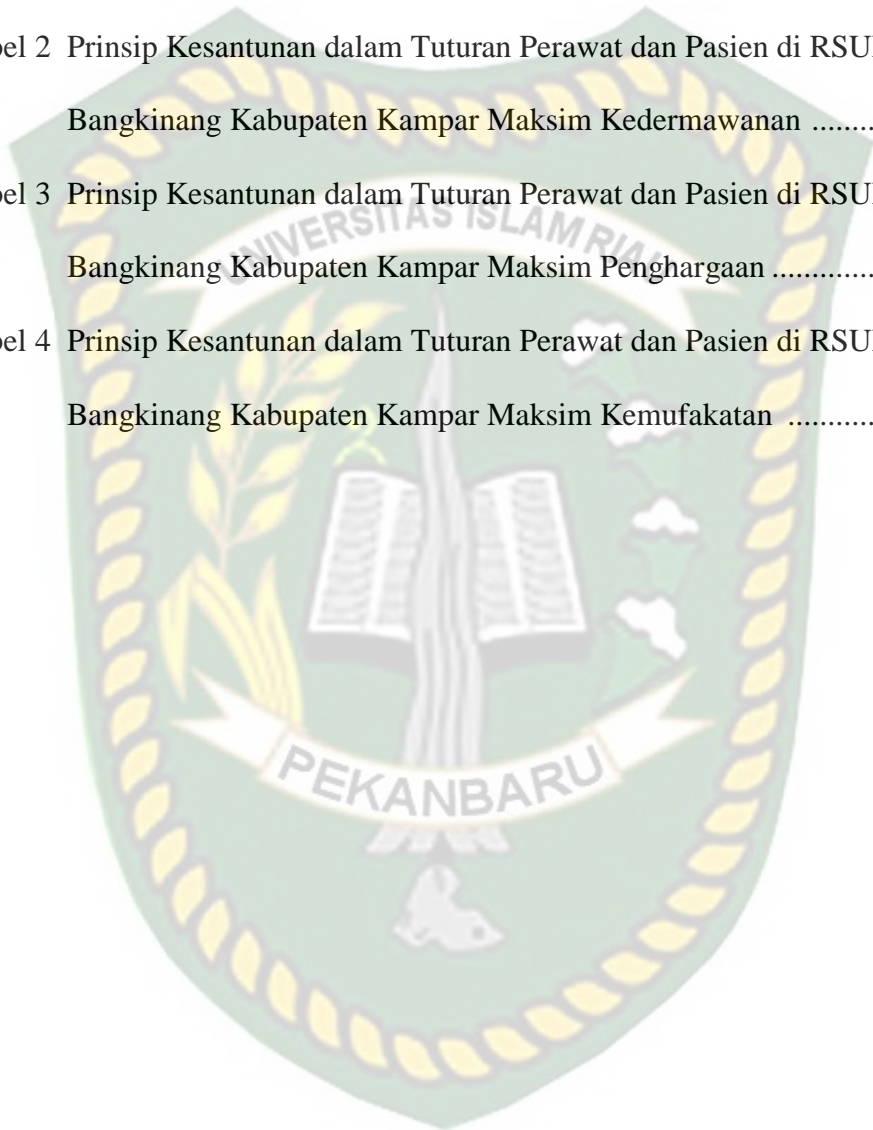 bel 2 Prinsip Kesantunan dalam Tuturan Perawat dan Pasien di RSU
Bangkinang Kabupaten Kampar Maksim Kedermawanan .........
UNIVERSITAS ISLAM RIAU
bel 3 Prinsip Kesantunan dalam Tuturan Perawat dan Pasien di RSU
Bangkinang Kabupaten Kampar Maksim Penghargaan .............
bel 4 Prinsip Kesantunan dalam Tuturan Perawat dan Pasien di RSU
Bangkinang Kabupaten Kampar Maksim Kemufakatan ...........
PEKANBARU